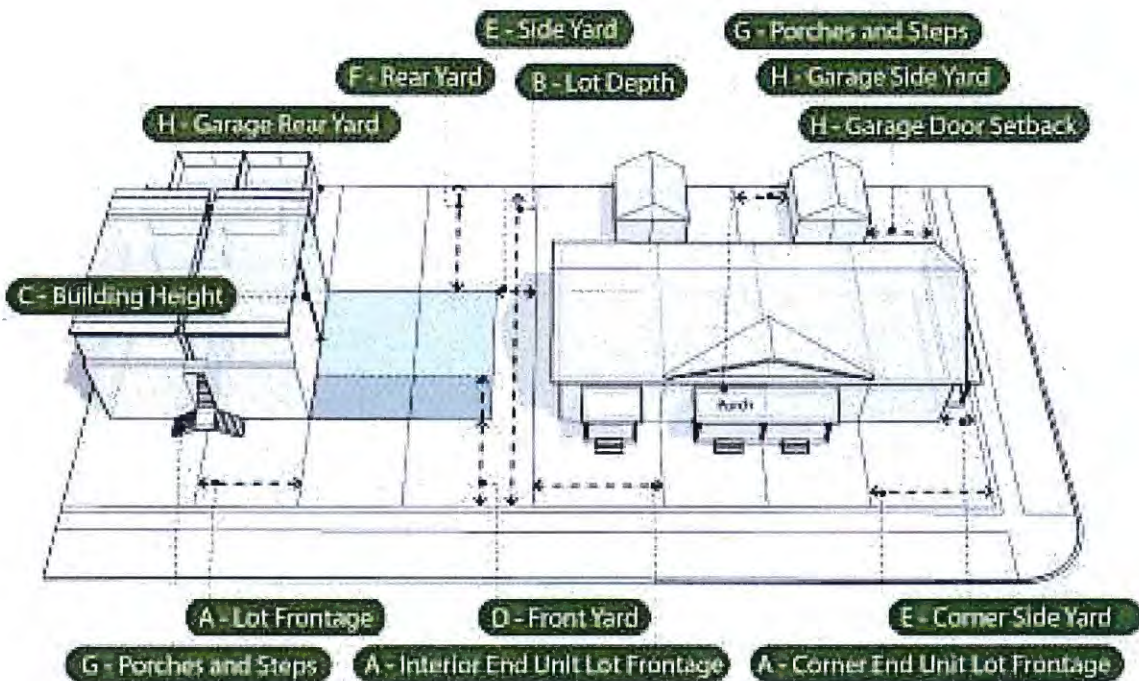 E - Side Yard
G - Porches and Steps
F - Rear Yard
B - Lot Depth
H - Garage Side Yard
H - Garage Rear Yard
H - Garage Door Setback
C - Building Height
Porch
A - Lot Frontage
D - Front Yard
E - Corner Side Yard
G - Porches and Steps
A - Interior End Unit Lot Frontage
A - Corner End Unit Lot Frontage